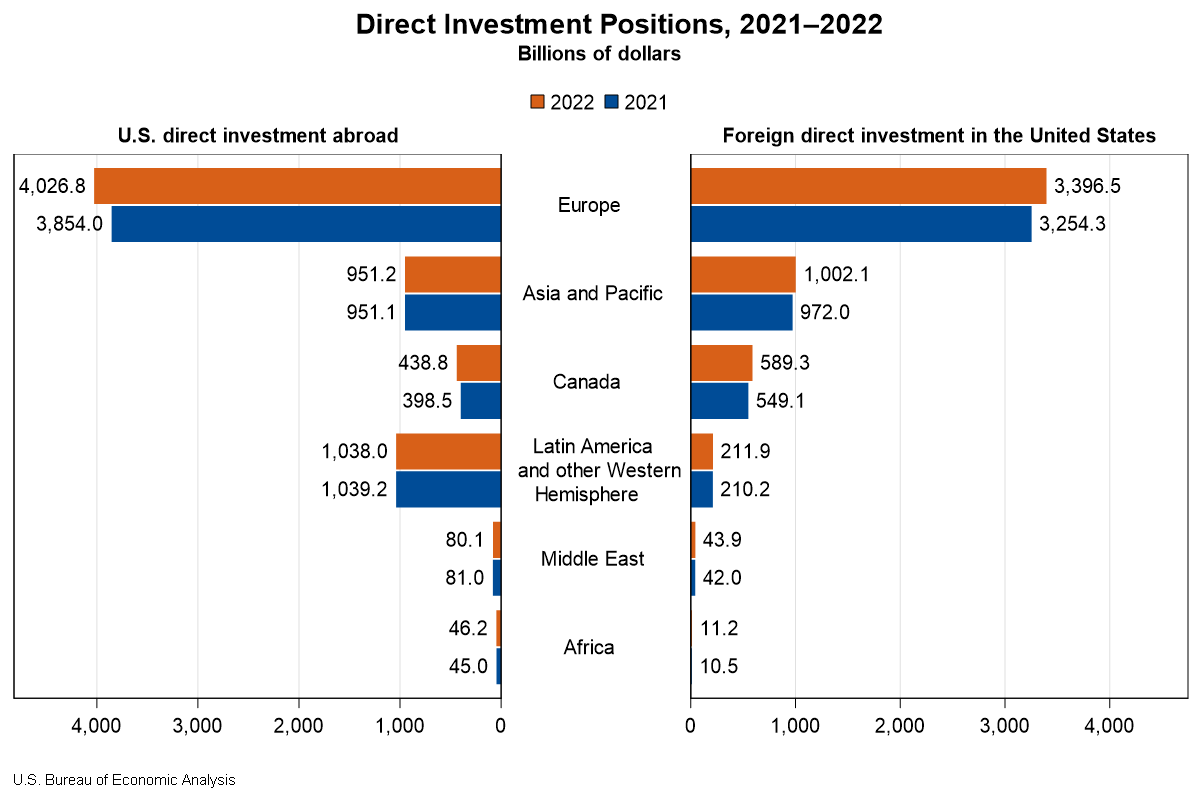 Direct Investment Positions, 2021–2022
Billions of dollars
2022 2021
U.S. direct investment abroad
Foreign direct investment in the United States
4,026.8
3,854.0
Europe
3,396.5
3,254.3
951.2
951.1
Asia and Pacific
1,002.1
972.0
438.8
398.5
Canada
589.3
549.1
1,038.0
1,039.2
Latin America
and other Western
Hemisphere
211.9
210.2
80.1
81.0
Middle East
43.9
42.0
46.2
45.0
Africa
11.2
10.5
4,000 3,000 2,000 1,000 0
0 1,000 2,000 3,000 4,000
U.S. Bureau of Economic Analysis